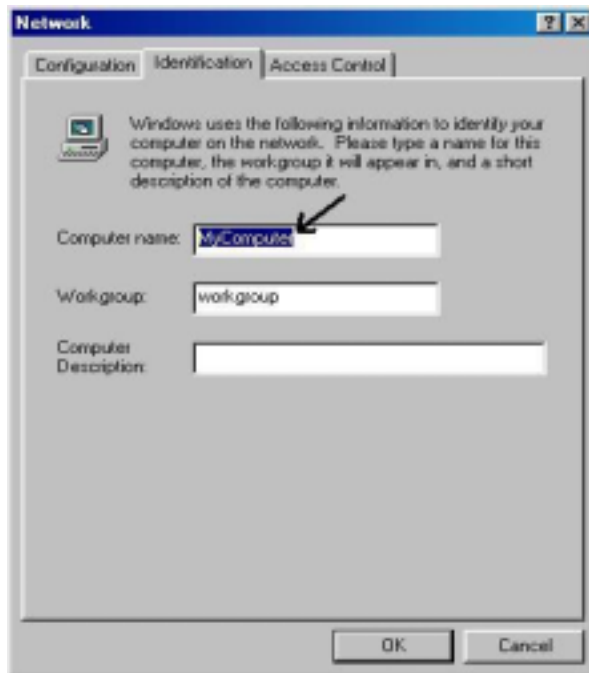 Network
Configuration Identification Access Control
Windows uses the following information to identify your
computer on the network. Please type a name for this
computer, the workgroup it will appear in, and a short
description of the computer.
Computer name: MyComputer
Workgroup: workgroup
Computer
Description:
OK Cancel